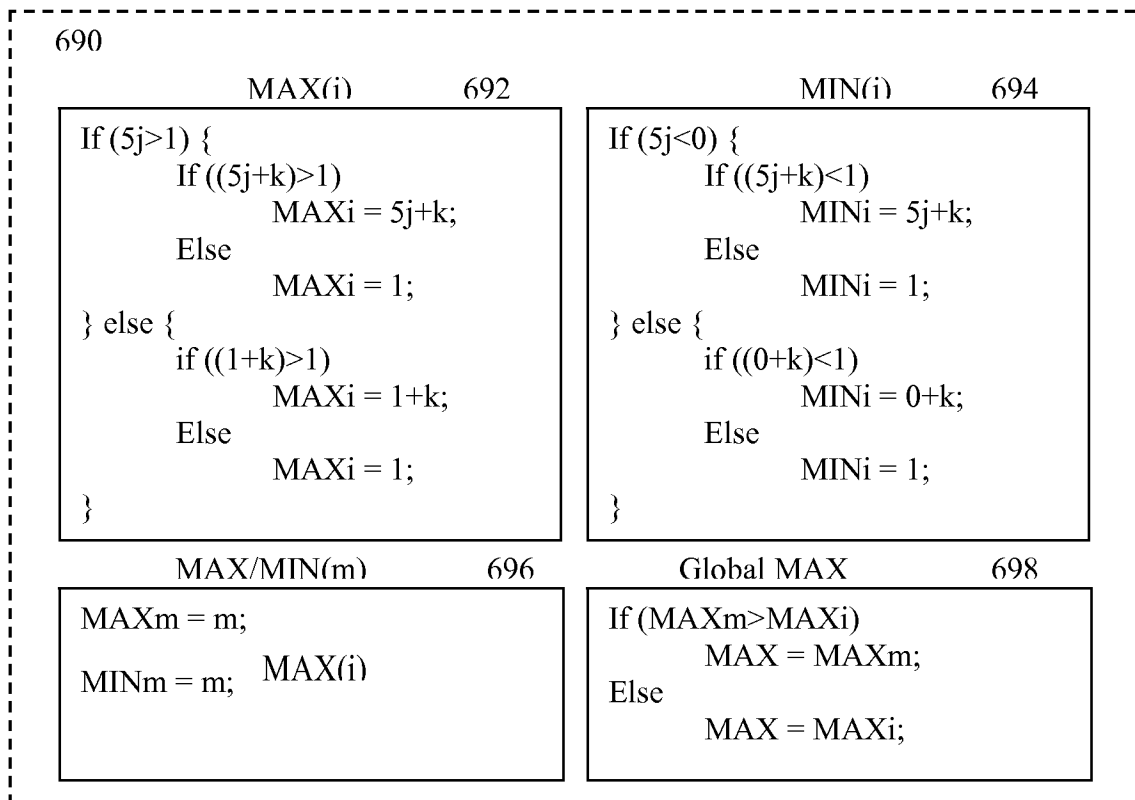 690
MAX(i) 692
If (5j>1) {
If ((5j+k)>1)
MAXi = 5j+k;
Else
MAXi = 1;
} else {
if ((1+k)>1)
MAXi = 1+k;
Else
MAXi = 1;
}
MIN(i) 694
If (5j<0) {
If ((5j+k)<1)
MINi = 5j+k;
Else
MINi = 1;
} else {
if ((0+k)<1)
MINi = 0+k;
Else
MINi = 1;
}
MAX/MIN(m) 696
MAXm = m;
MAX(i)
MINm = m;
Global MAX 698
If (MAXm>MAXi)
MAX = MAXm;
Else
MAX = MAXi;